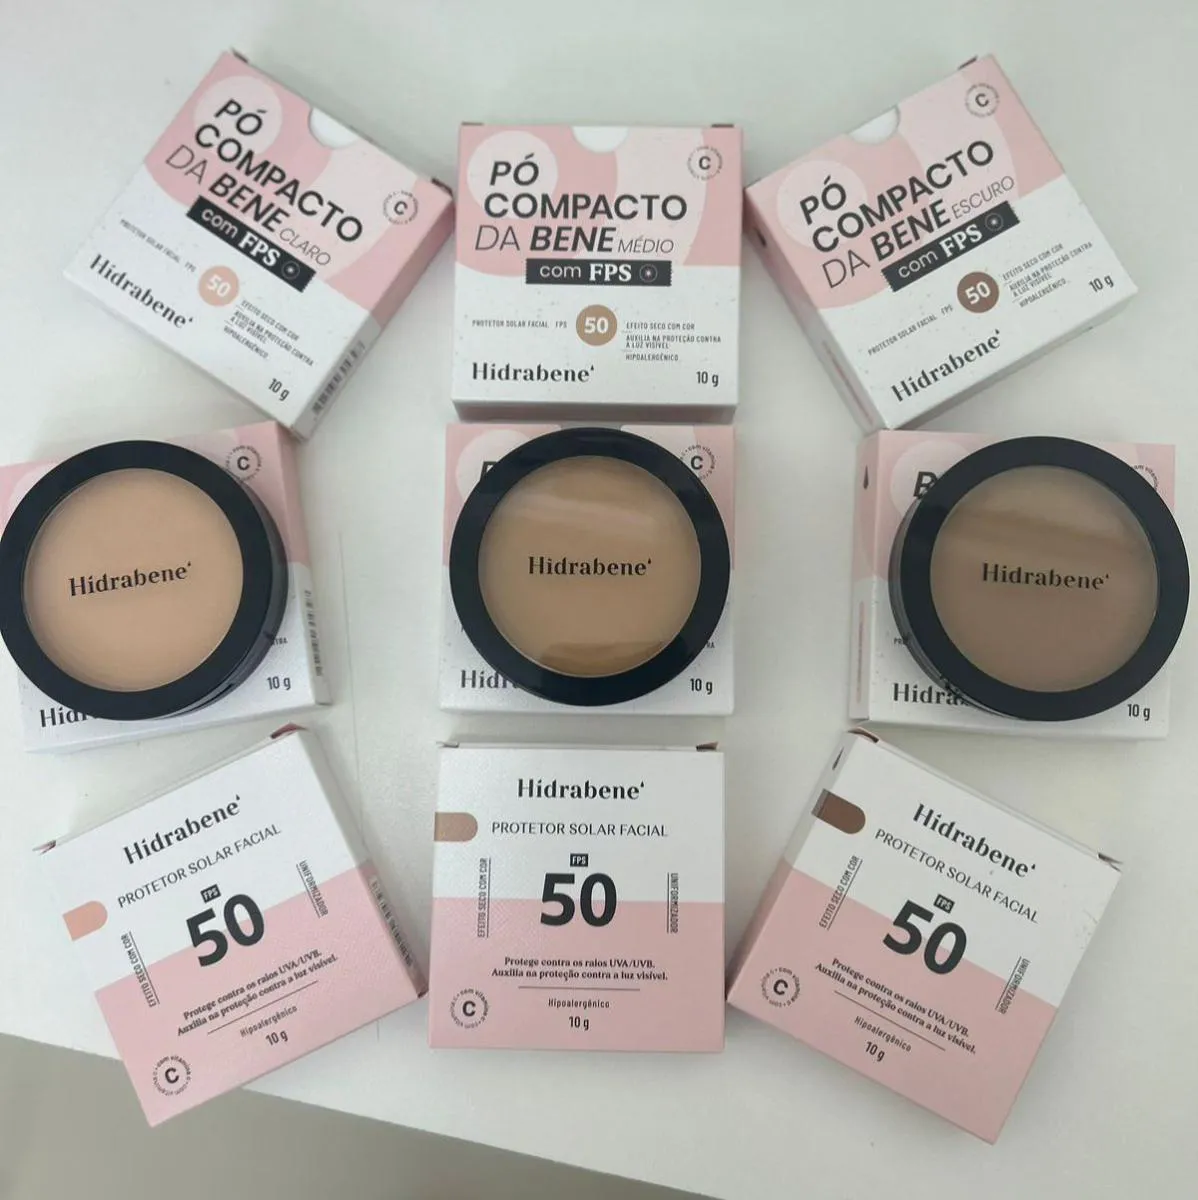 PÓ
COMPACTO
DA BENE CLARO
com FPS
C
PROTETOR SOLAR FACIAL FPS 50
EFEITO SECO COM COR
AUXILIA NA PROTEÇÃO CONTRA
A LUZ VISÍVEL
HIPOALERGÊNICO
Hidrabene
10 g
PÓ
COMPACTO
DA BENE MÉDIO
com FPS
C
PROTETOR SOLAR FACIAL FPS 50
EFEITO SECO COM COR
AUXILIA NA PROTEÇÃO CONTRA
A LUZ VISÍVEL
HIPOALERGÊNICO
Hidrabene
10 g
PÓ
COMPACTO
DA BENE ESCURO
com FPS
C
PROTETOR SOLAR FACIAL FPS 50
EFEITO SECO COM COR
AUXILIA NA PROTEÇÃO CONTRA
A LUZ VISÍVEL
HIPOALERGÊNICO
Hidrabene
10 g
C
Hidrabene
10 g
C
Hidrabene
10 g
C
Hidrabene
10 g
Hidrabene
PROTETOR SOLAR FACIAL
FPS
50
EFEITO SECO COM COR
UNIFORMIZADOR
Protege contra os raios UVA/UVB.
Auxilia na proteção contra a luz visível.
Hipoalergênico
10 g
C
com vitamina c
Hidrabene
PROTETOR SOLAR FACIAL
FPS
50
EFEITO SECO COM COR
UNIFORMIZADOR
Protege contra os raios UVA/UVB.
Auxilia na proteção contra a luz visível.
Hipoalergênico
10 g
C
com vitamina c
Hidrabene
PROTETOR SOLAR FACIAL
FPS
50
EFEITO SECO COM COR
UNIFORMIZADOR
Protege contra os raios UVA/UVB.
Auxilia na proteção contra a luz visível.
Hipoalergênico
10 g
C
com vitamina c